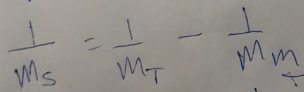 1/m_S = 1/m_T - 1/m_m